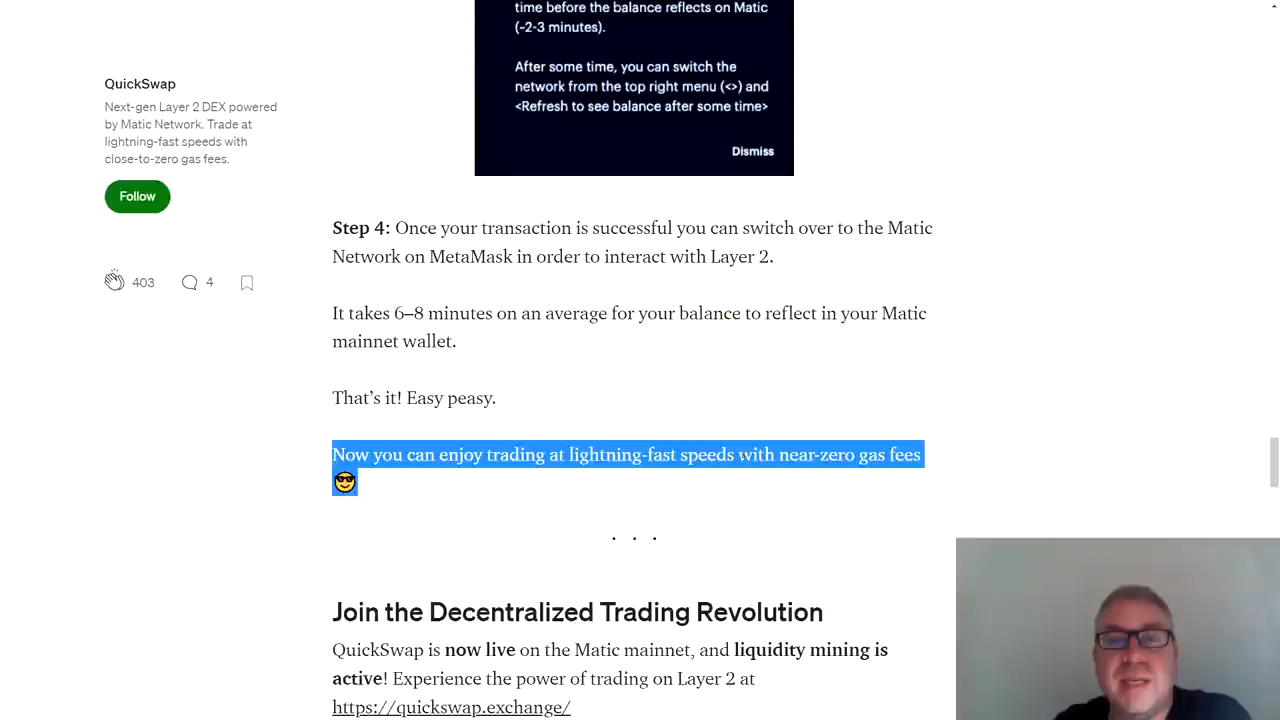 time before the balance reflects on Matic
(~2-3 minutes).
After some time, you can switch the
network from the top right menu (<>) and
<Refresh to see balance after some time>
Dismiss
QuickSwap
Next-gen Layer 2 DEX powered
by Matic Network. Trade at
lightning-fast speeds with
close-to-zero gas fees.
Follow
403
4
Step 4: Once your transaction is successful you can switch over to the Matic
Network on MetaMask in order to interact with Layer 2.
It takes 6–8 minutes on an average for your balance to reflect in your Matic
mainnet wallet.
That’s it! Easy peasy.
Now you can enjoy trading at lightning-fast speeds with near-zero gas fees
😎
. . .
Join the Decentralized Trading Revolution
QuickSwap is now live on the Matic mainnet, and liquidity mining is
active! Experience the power of trading on Layer 2 at
https://quickswap.exchange/